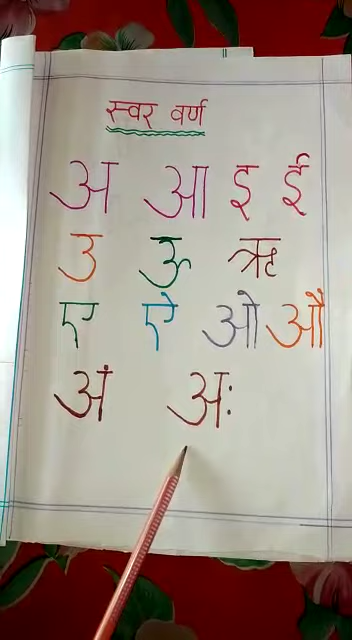 स्वर वर्ण
अ आ इ ई
उ ऊ ऋ
ए ऐ ओ औ
अं अः